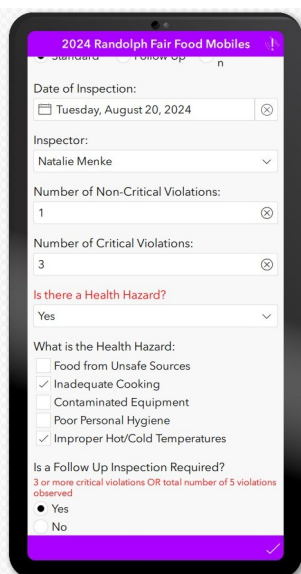 2024 Randolph Fair Food Mobiles
Standard Follow Up
n
Date of Inspection:
Tuesday, August 20, 2024
Inspector:
Natalie Menke
Number of Non-Critical Violations:
1
Number of Critical Violations:
3
Is there a Health Hazard?
Yes
What is the Health Hazard:
Food from Unsafe Sources
Inadequate Cooking
Contaminated Equipment
Poor Personal Hygiene
Improper Hot/Cold Temperatures
Is a Follow Up Inspection Required?
3 or more critical violations OR total number of 5 violations
observed
Yes
No